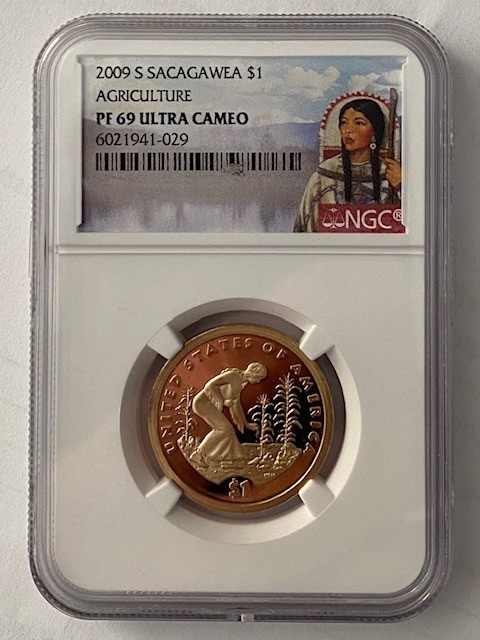 2009 S SACAGAWEA $1
AGRICULTURE
PF 69 ULTRA CAMEO
6021941-029
NGC®
UNITED STATES OF AMERICA
$1